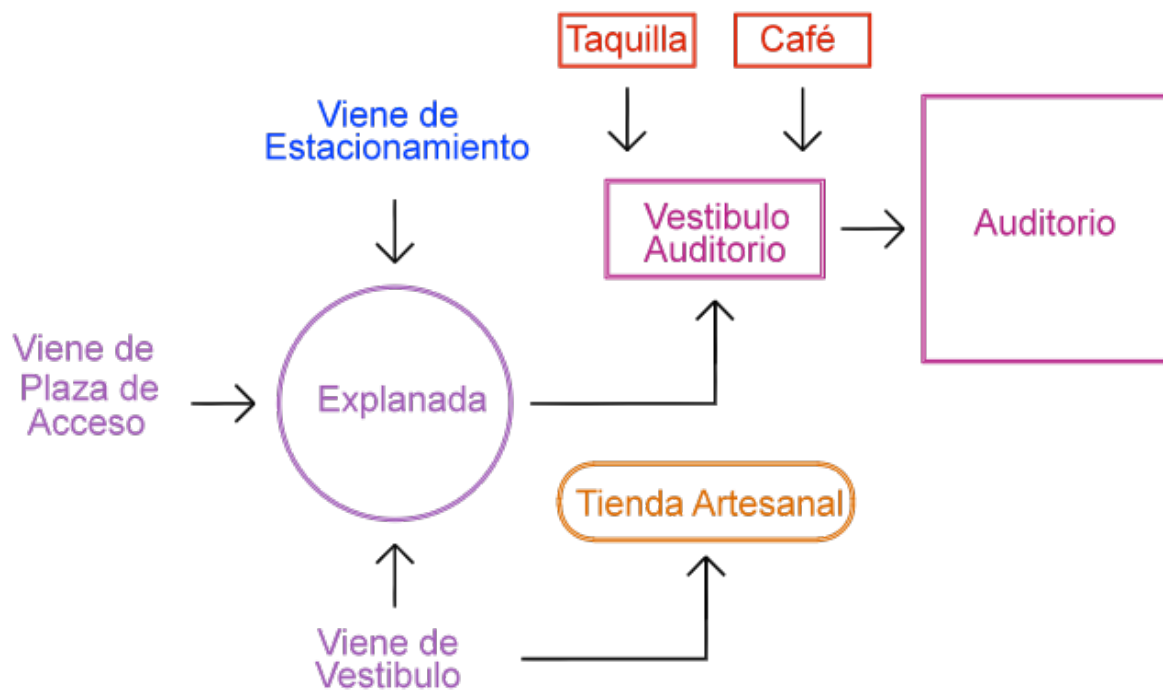 Taquilla
Café
Viene de
Estacionamiento
Vestibulo
Auditorio
Auditorio
Viene de
Plaza de
Acceso
Explanada
Tienda Artesanal
Viene de
Vestibulo